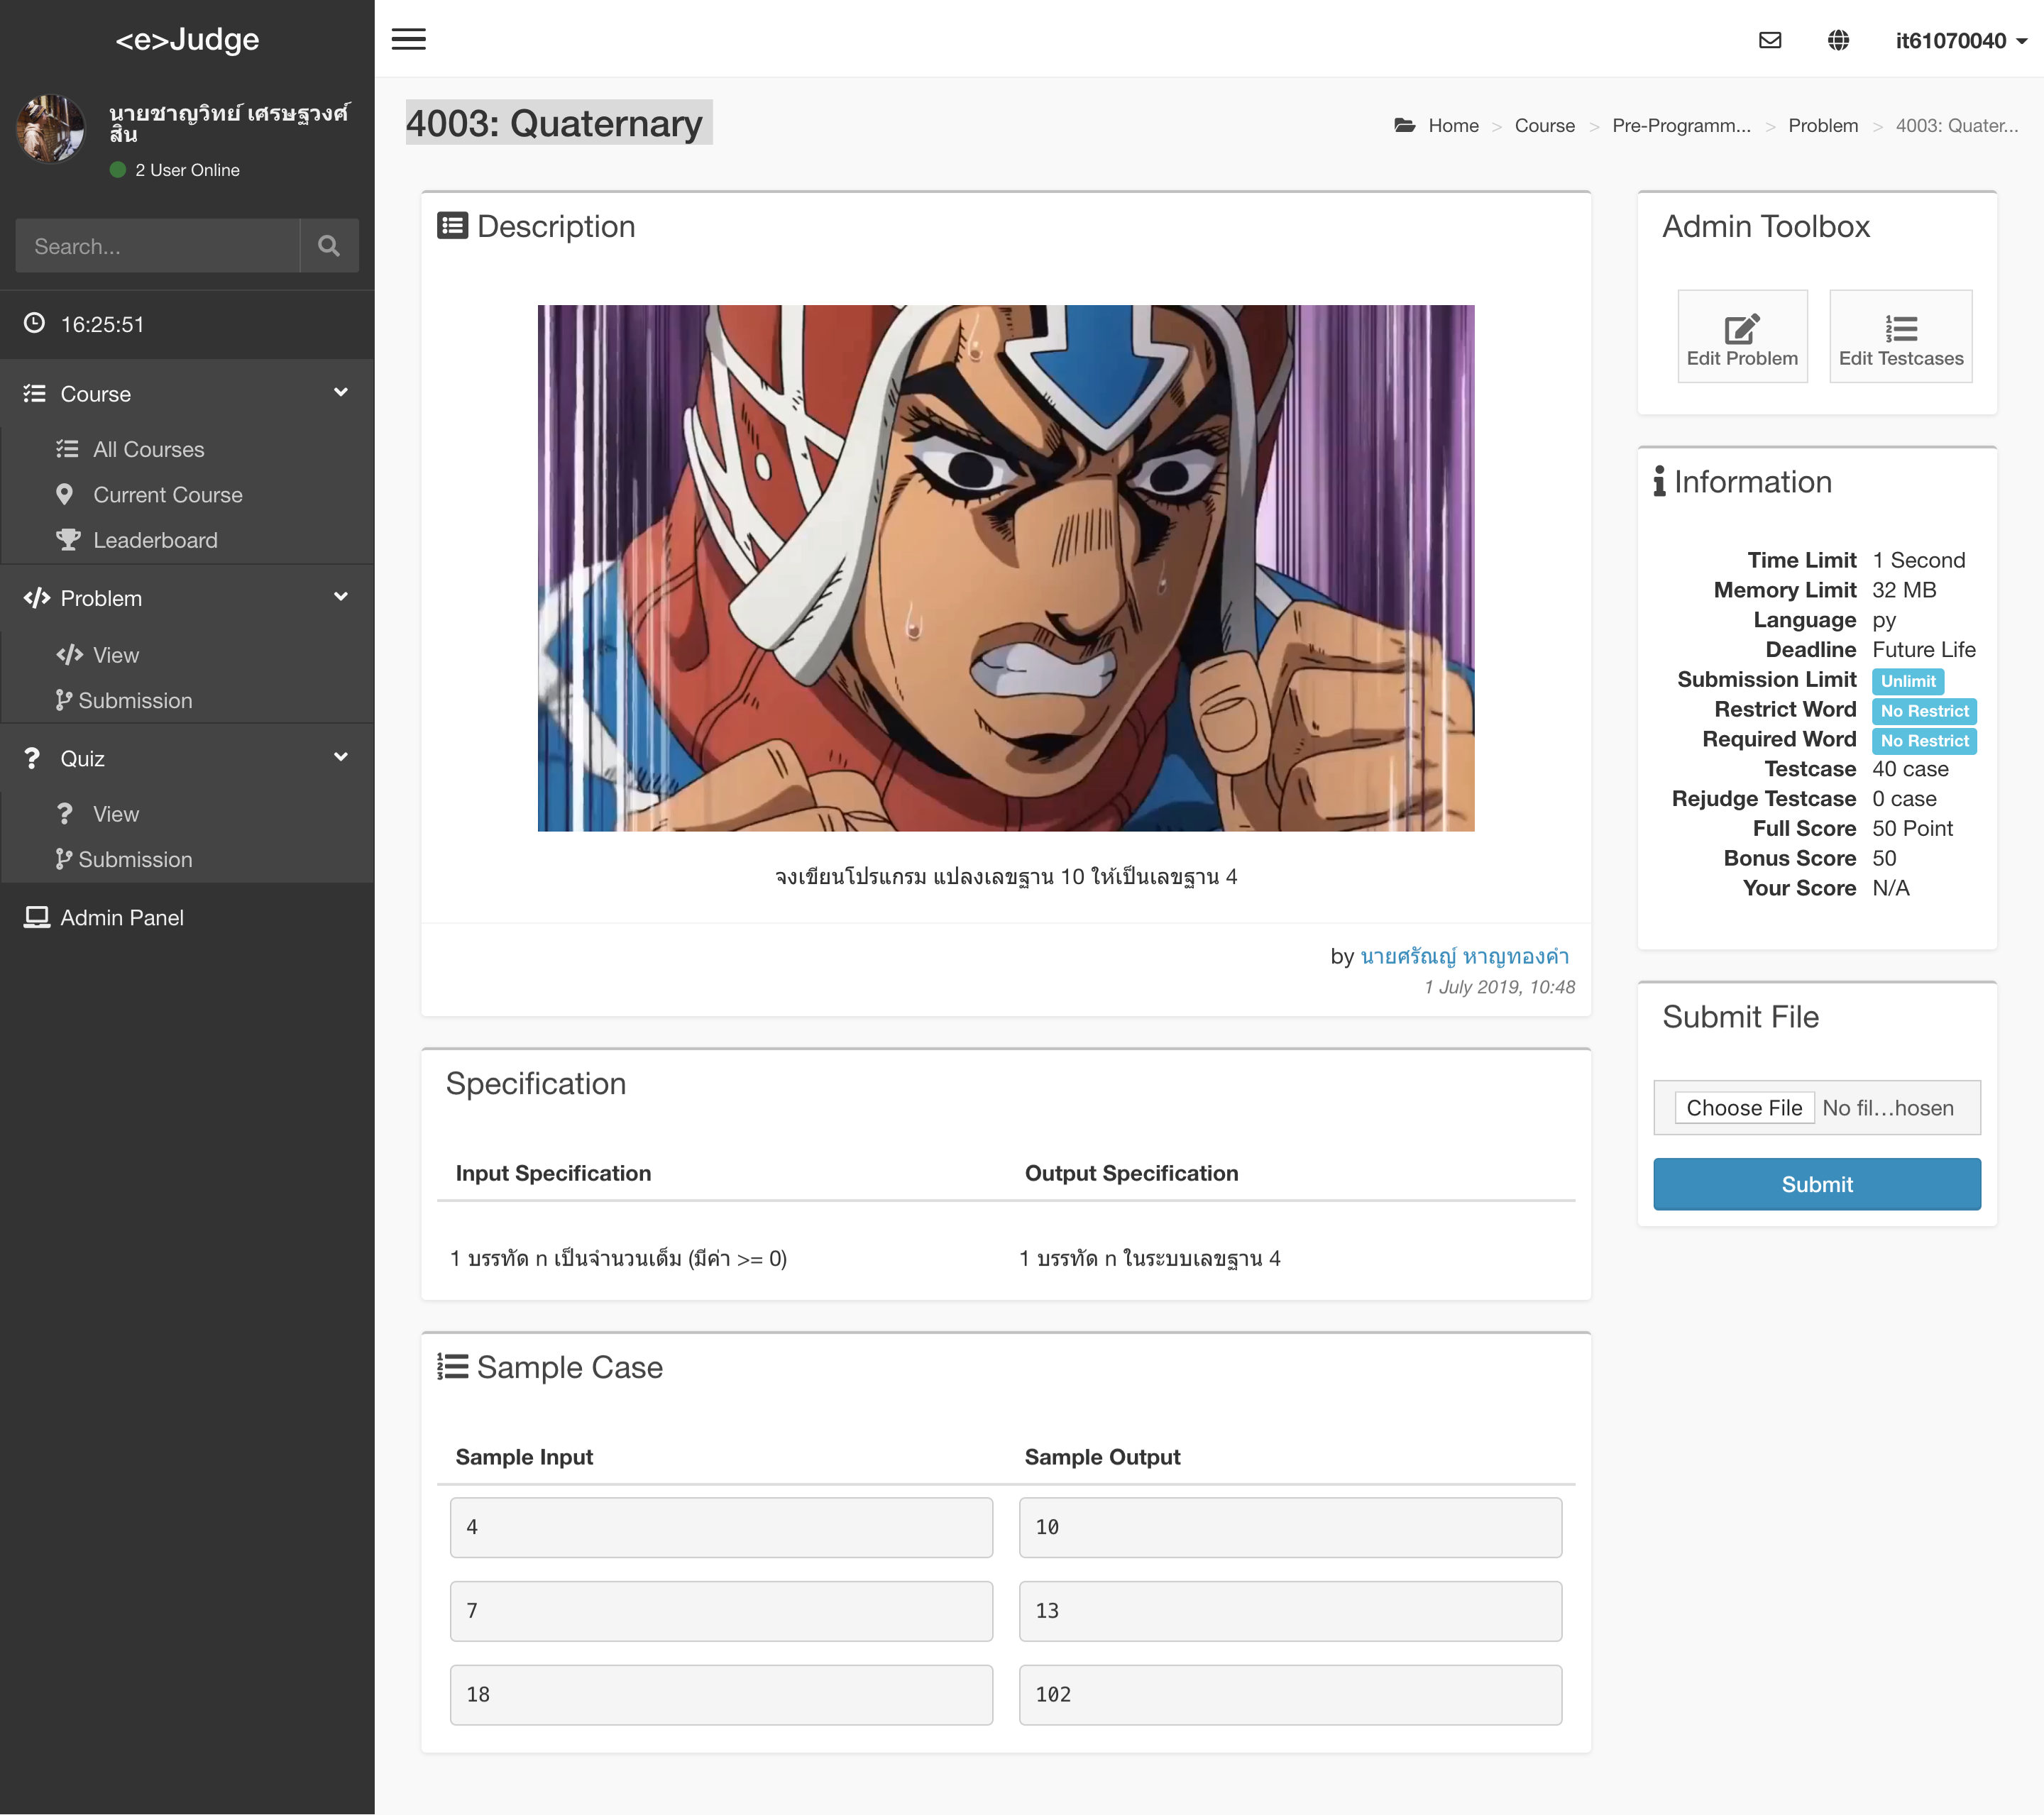 <e>Judge
it61070040
นายชาญวิทย์ เศรษฐวงศ์
สิน
2 User Online
Search...
16:25:51
Course
All Courses
Current Course
Leaderboard
Problem
View
Submission
Quiz
View
Submission
Admin Panel
4003: Quaternary
Home > Course > Pre-Programm... > Problem > 4003: Quater...
Description
จงเขียนโปรแกรม แปลงเลขฐาน 10 ให้เป็นเลขฐาน 4
by นายศรัณญ์ หาญทองคำ
1 July 2019, 10:48
Specification
Input Specification Output Specification
1 บรรทัด n เป็นจำนวนเต็ม (มีค่า >= 0) 1 บรรทัด n ในระบบเลขฐาน 4
Sample Case
Sample Input Sample Output
4 10
7 13
18 102
Admin Toolbox
Edit Problem Edit Testcases
Information
Time Limit 1 Second
Memory Limit 32 MB
Language py
Deadline Future Life
Submission Limit Unlimit
Restrict Word No Restrict
Required Word No Restrict
Testcase 40 case
Rejudge Testcase 0 case
Full Score 50 Point
Bonus Score 50
Your Score N/A
Submit File
Choose File No fil...hosen
Submit